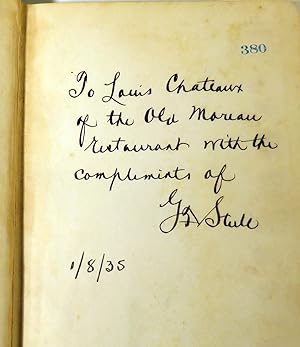 380
To Louis Chateaux
of the Old Moreau
restaurant with the
compliments of
1/8/35